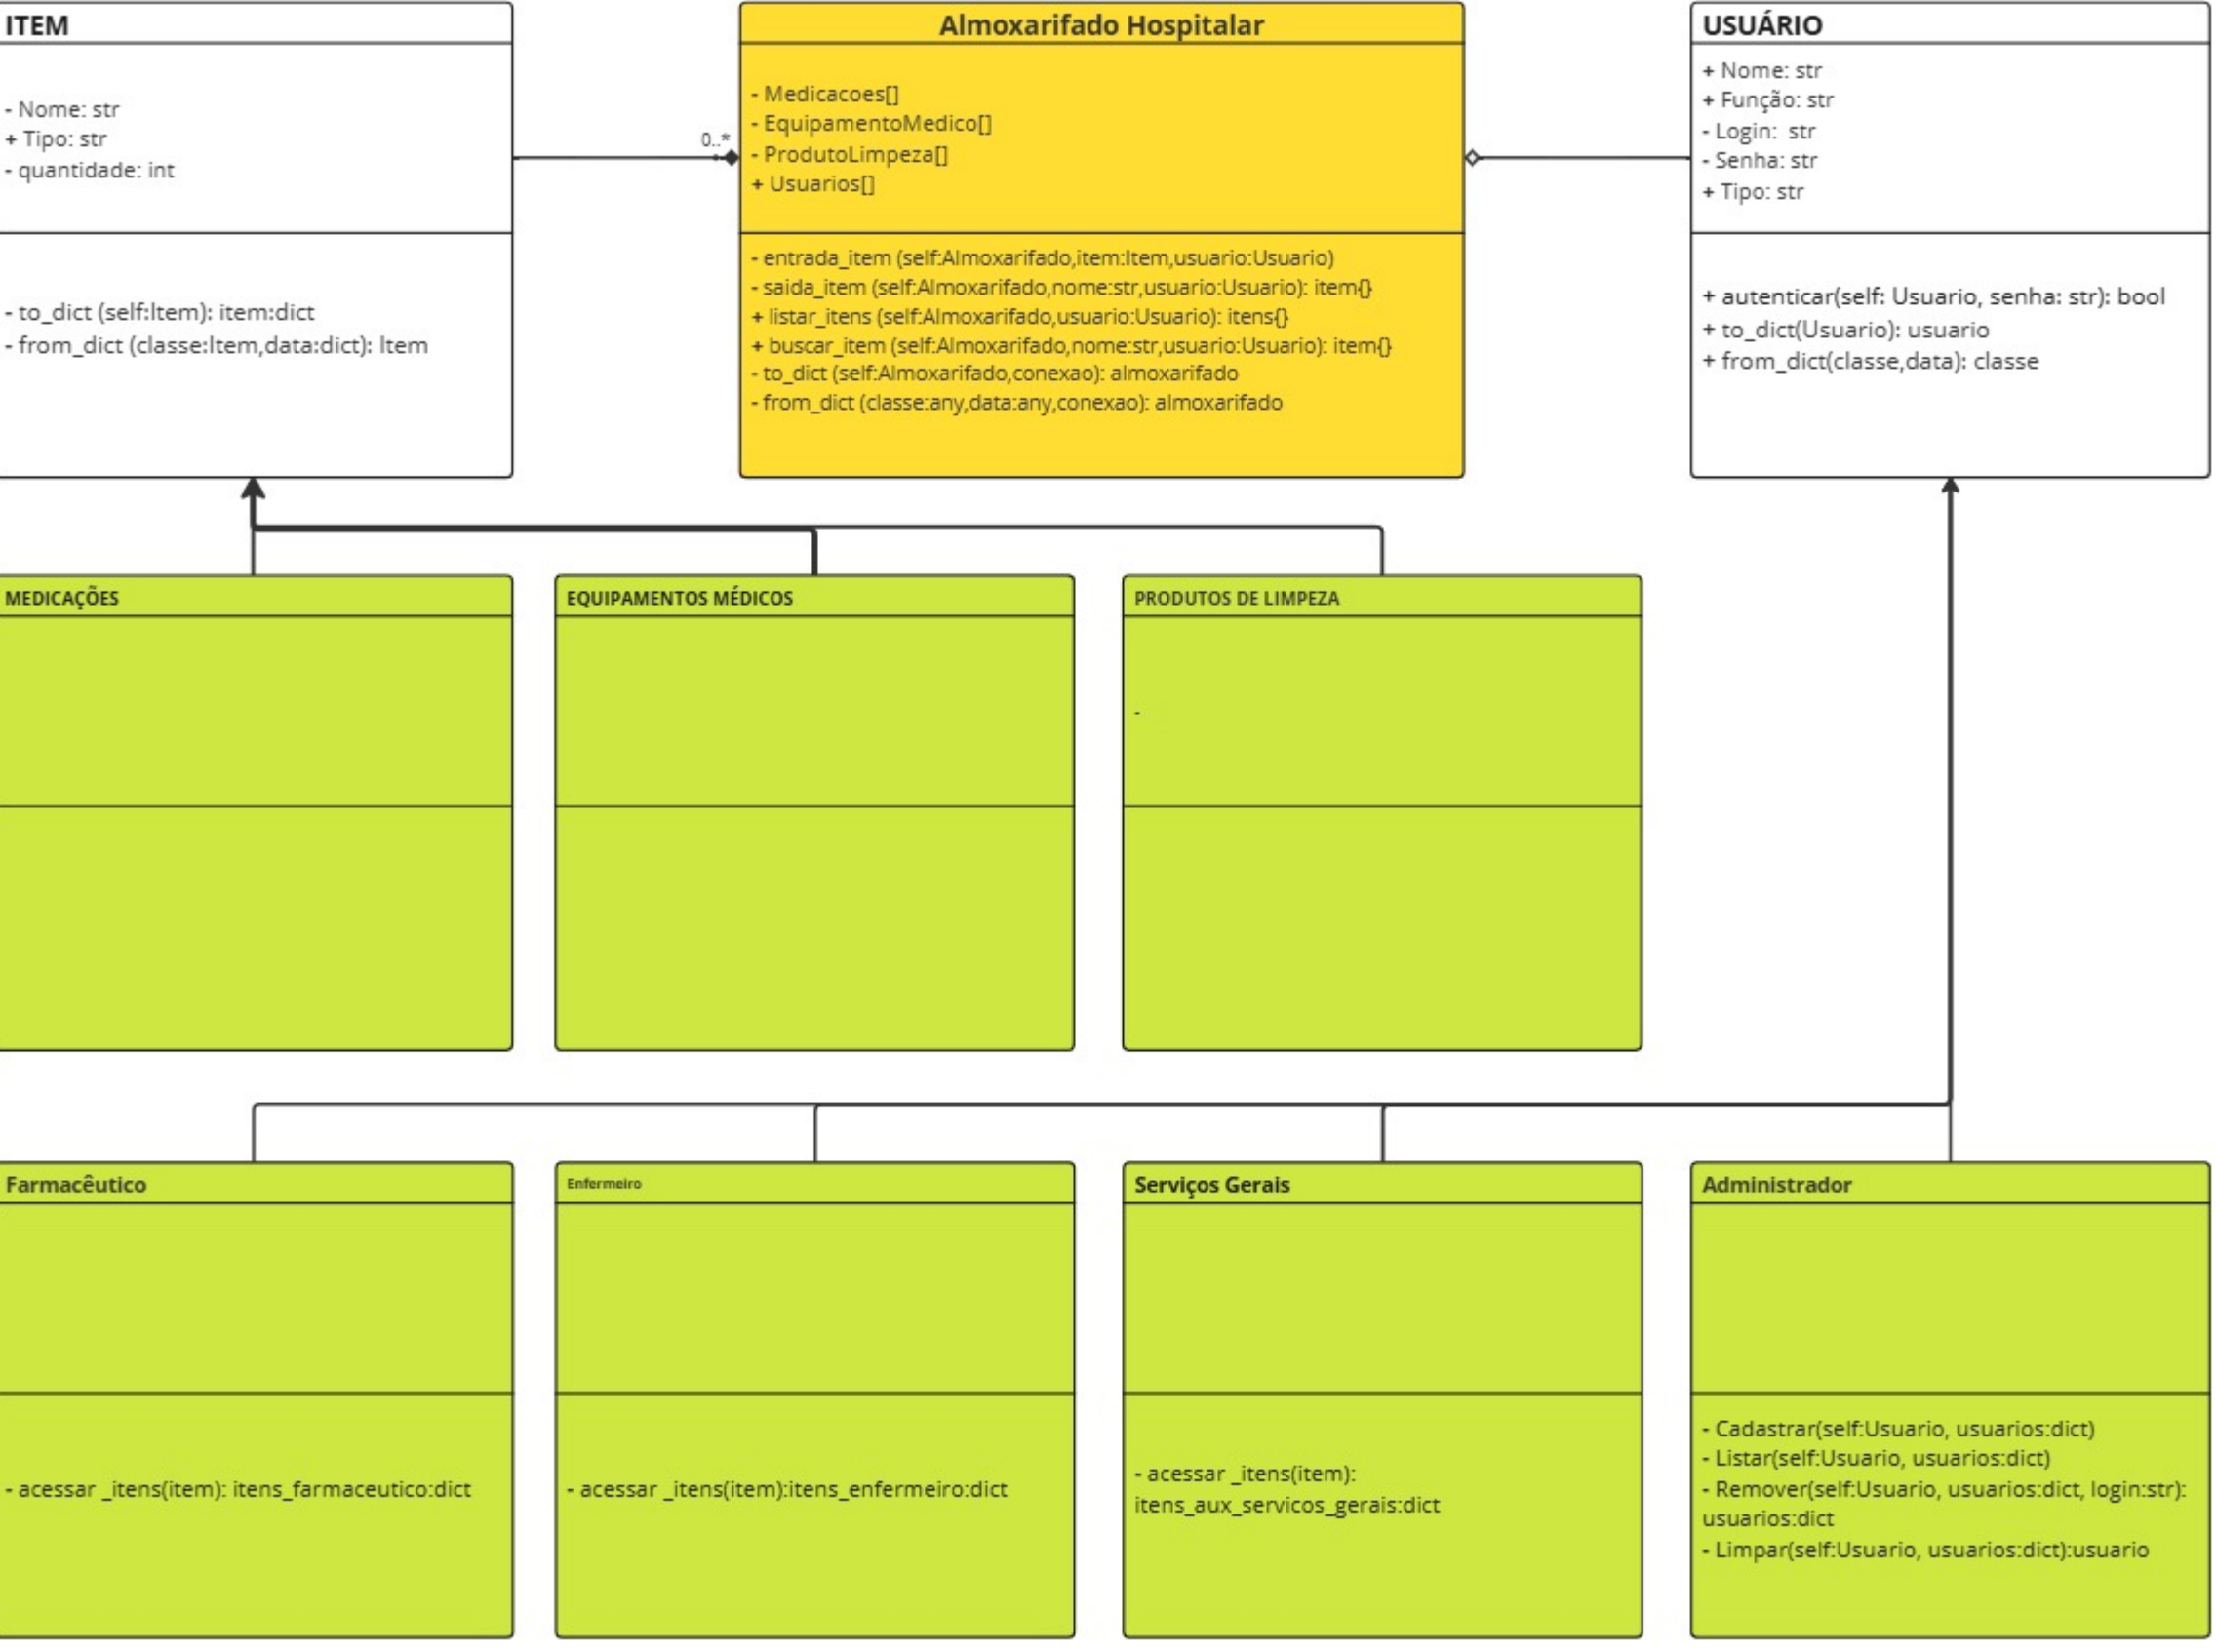 ITEM
- Nome: str
+ Tipo: str
- quantidade: int
- to_dict (self:Item): item:dict
- from_dict (classe:Item,data:dict): Item
0..*
Almoxarifado Hospitalar
- Medicacoes[]
- EquipamentoMedico[]
- ProdutoLimpeza[]
+ Usuarios[]
- entrada_item (self:Almoxarifado,item:Item,usuario:Usuario)
- saida_item (self:Almoxarifado,nome:str,usuario:Usuario): item{}
+ listar_itens (self:Almoxarifado,usuario:Usuario): itens{}
+ buscar_item (self:Almoxarifado,nome:str,usuario:Usuario): item{}
- to_dict (self:Almoxarifado,conexao): almoxarifado
- from_dict (classe:any,data:any,conexao): almoxarifado
USUÁRIO
+ Nome: str
+ Função: str
- Login:  str
- Senha: str
+ Tipo: str
+ autenticar(self: Usuario, senha: str): bool
+ to_dict(Usuario): usuario
+ from_dict(classe,data): classe
MEDICAÇÕES
EQUIPAMENTOS MÉDICOS
PRODUTOS DE LIMPEZA
-
Farmacêutico
- acessar _itens(item): itens_farmaceutico:dict
Enfermeiro
- acessar _itens(item):itens_enfermeiro:dict
Serviços Gerais
- acessar _itens(item):
itens_aux_servicos_gerais:dict
Administrador
- Cadastrar(self:Usuario, usuarios:dict)
- Listar(self:Usuario, usuarios:dict)
- Remover(self:Usuario, usuarios:dict, login:str):
usuarios:dict
- Limpar(self:Usuario, usuarios:dict):usuario